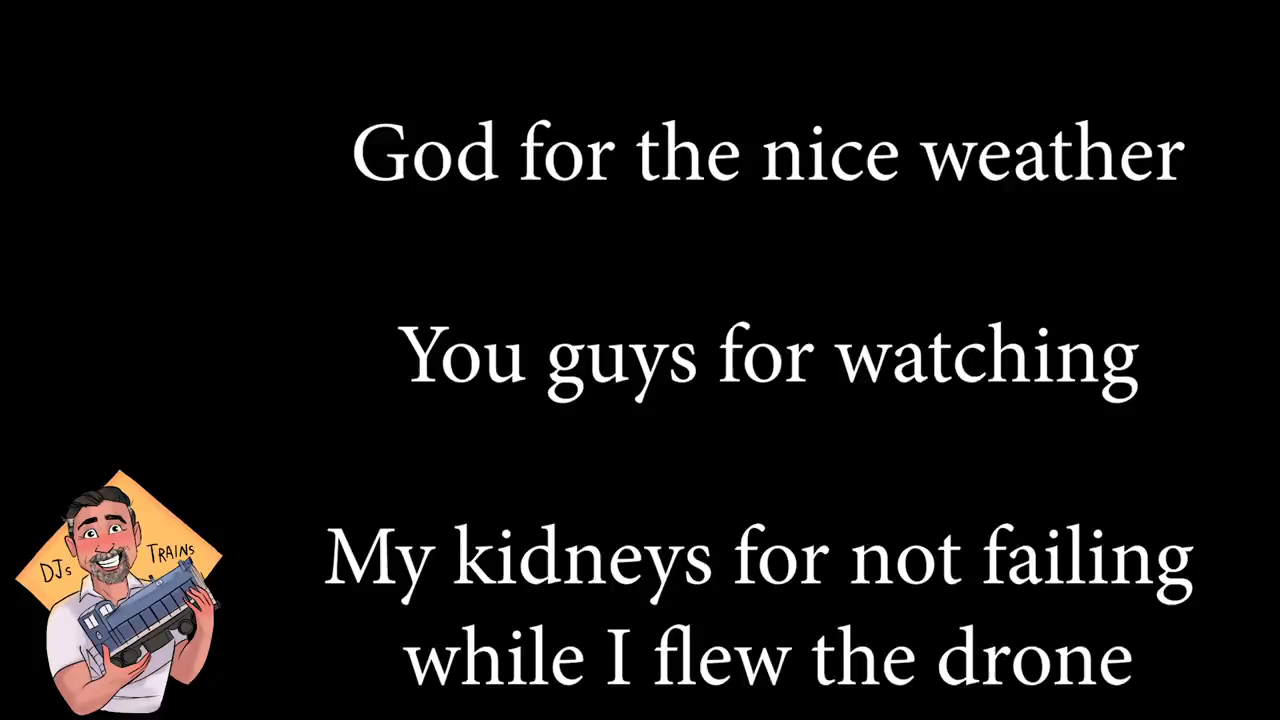 God for the nice weather
You guys for watching
My kidneys for not failing
while I flew the drone
DJs TRAINS